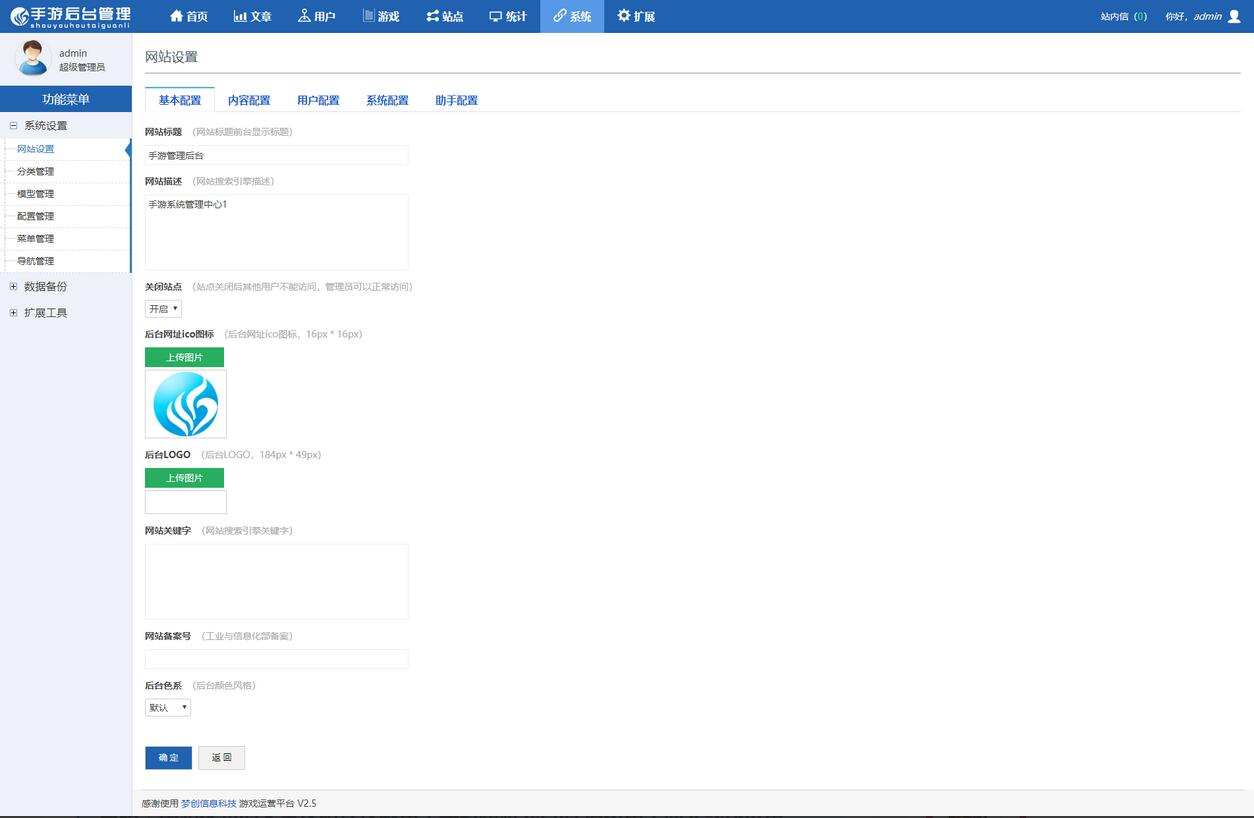 手游后台管理
shouyouhoutaiguanli
首页 文章 用户 游戏 站点 统计 系统 扩展
站内信（0） 你好，admin
admin
超级管理员
功能菜单
系统设置
网站设置
分类管理
模型管理
配置管理
菜单管理
导航管理
数据备份
扩展工具
网站设置
基本配置 内容配置 用户配置 系统配置 助手配置
网站标题 （网站标题前台显示标题）
手游管理后台
网站描述 （网站搜索引擎描述）
手游系统管理中心1
关闭站点 （站点关闭后其他用户不能访问，管理员可以正常访问）
开启
后台网址ico图标 （后台网址ico图标，16px * 16px）
上传图片
后台LOGO （后台LOGO，184px * 49px）
上传图片
网站关键字 （网站搜索引擎关键字）
网站备案号 （工业与信息化部备案）
后台色系 （后台颜色风格）
默认
确 定 返 回
感谢使用 梦创信息科技 游戏运营平台 V2.5